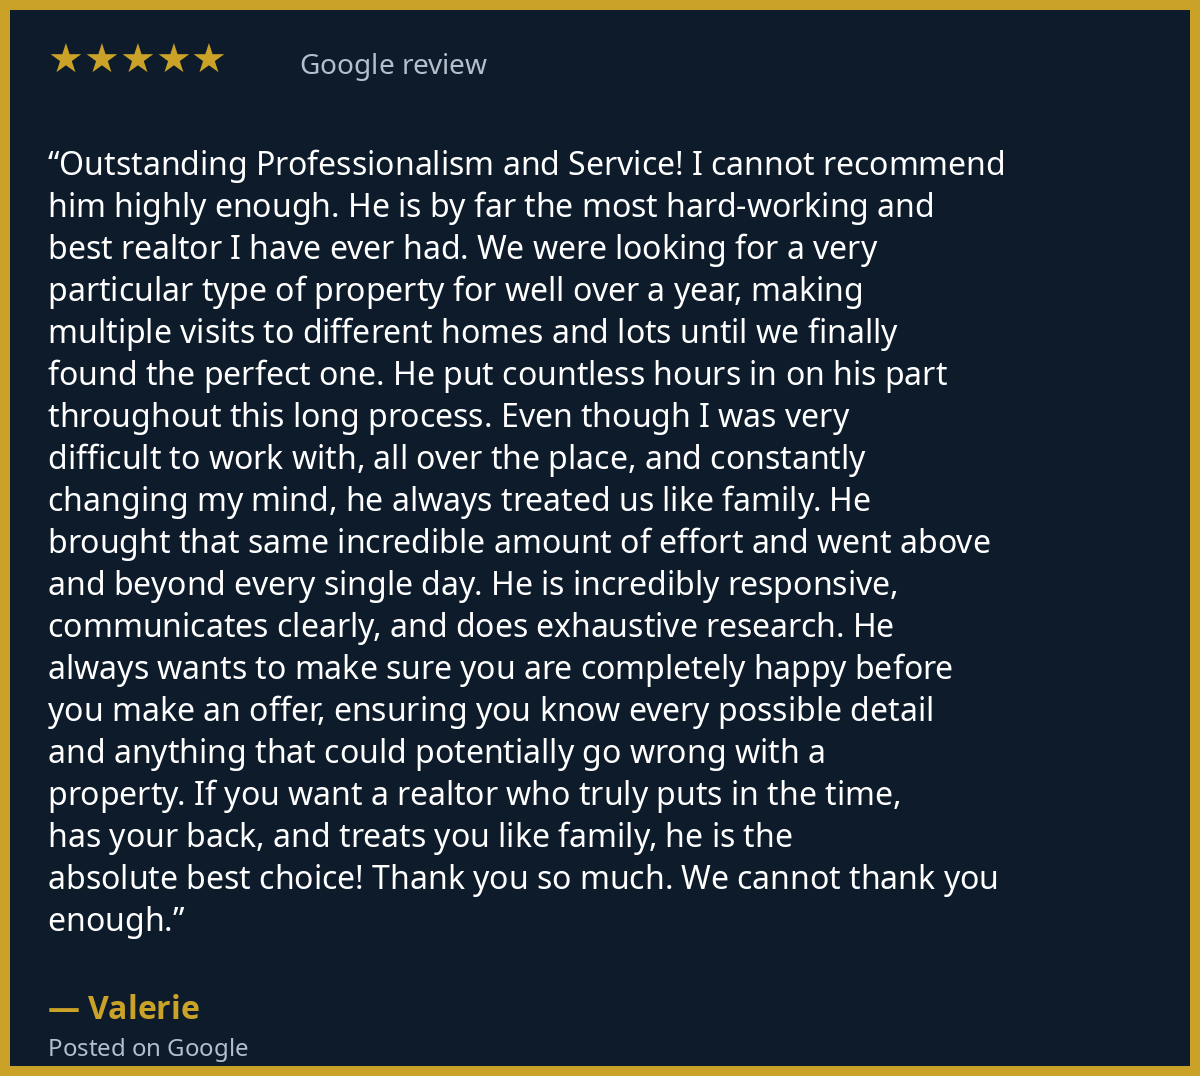 ★★★★★ Google review
“Outstanding Professionalism and Service! I cannot recommend
him highly enough. He is by far the most hard-working and
best realtor I have ever had. We were looking for a very
particular type of property for well over a year, making
multiple visits to different homes and lots until we finally
found the perfect one. He put countless hours in on his part
throughout this long process. Even though I was very
difficult to work with, all over the place, and constantly
changing my mind, he always treated us like family. He
brought that same incredible amount of effort and went above
and beyond every single day. He is incredibly responsive,
communicates clearly, and does exhaustive research. He
always wants to make sure you are completely happy before
you make an offer, ensuring you know every possible detail
and anything that could potentially go wrong with a
property. If you want a realtor who truly puts in the time,
has your back, and treats you like family, he is the
absolute best choice! Thank you so much. We cannot thank you
enough.”
— Valerie
Posted on Google